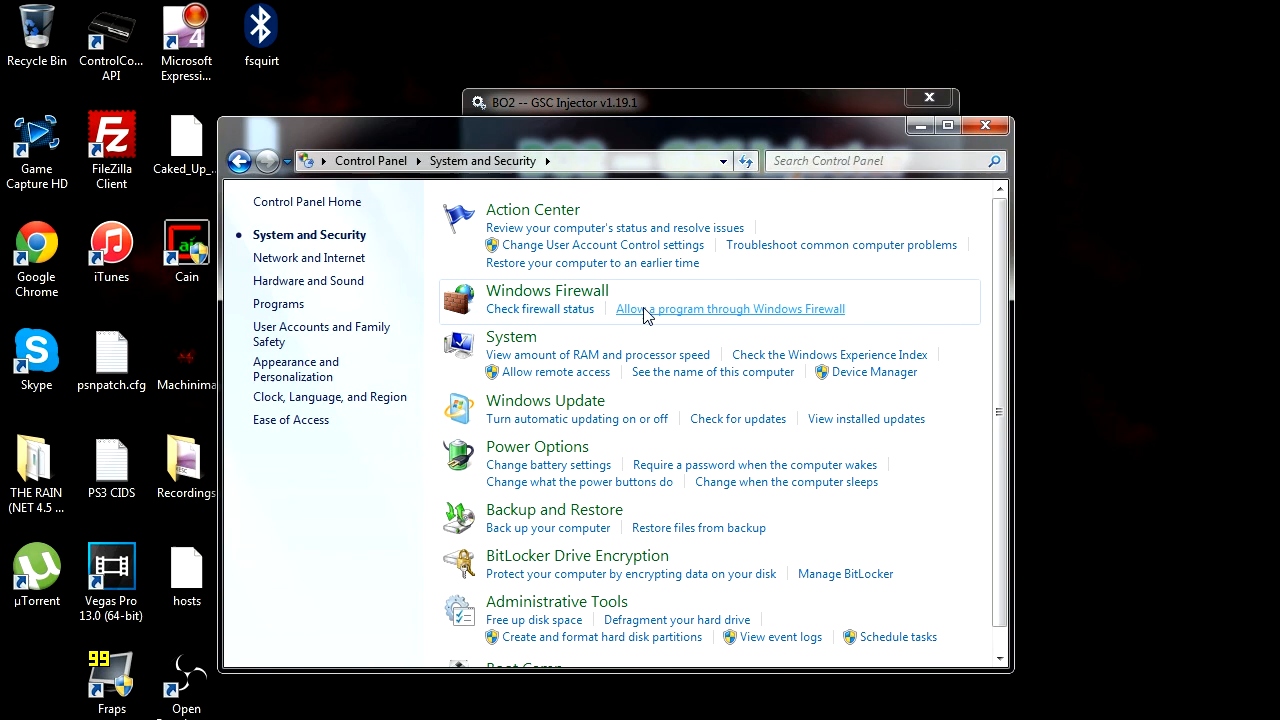 Recycle Bin
ControlCo...
API
Microsoft
Expressi...
fsquirt
Game
Capture HD
FileZilla
Client
Caked_Up_...
Google
Chrome
iTunes
Cain
Skype
psnpatch.cfg
Machinima
THE RAIN
(NET 4.5 ...
PS3 CIDS
Recordings
µTorrent
Vegas Pro
13.0 (64-bit)
hosts
99
Fraps
Open
BO2 -- GSC Injector v1.19.1
Control Panel
System and Security
Search Control Panel
Control Panel Home
System and Security
Network and Internet
Hardware and Sound
Programs
User Accounts and Family
Safety
Appearance and
Personalization
Clock, Language, and Region
Ease of Access
Action Center
Review your computer's status and resolve issues
Change User Account Control settings
Troubleshoot common computer problems
Restore your computer to an earlier time
Windows Firewall
Check firewall status
Allow a program through Windows Firewall
System
View amount of RAM and processor speed
Check the Windows Experience Index
Allow remote access
See the name of this computer
Device Manager
Windows Update
Turn automatic updating on or off
Check for updates
View installed updates
Power Options
Change battery settings
Require a password when the computer wakes
Change what the power buttons do
Change when the computer sleeps
Backup and Restore
Back up your computer
Restore files from backup
BitLocker Drive Encryption
Protect your computer by encrypting data on your disk
Manage BitLocker
Administrative Tools
Free up disk space
Defragment your hard drive
Create and format hard disk partitions
View event logs
Schedule tasks